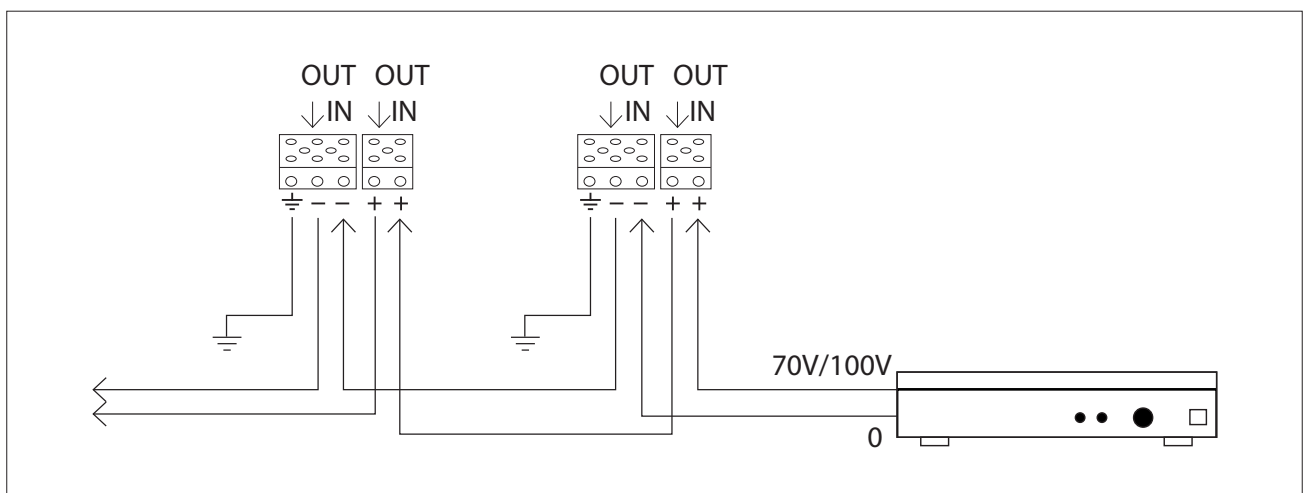 OUT OUT OUT OUT
↓IN ↓IN ↓IN ↓IN
⏚ − − + + ⏚ − − + +
70V/100V
0